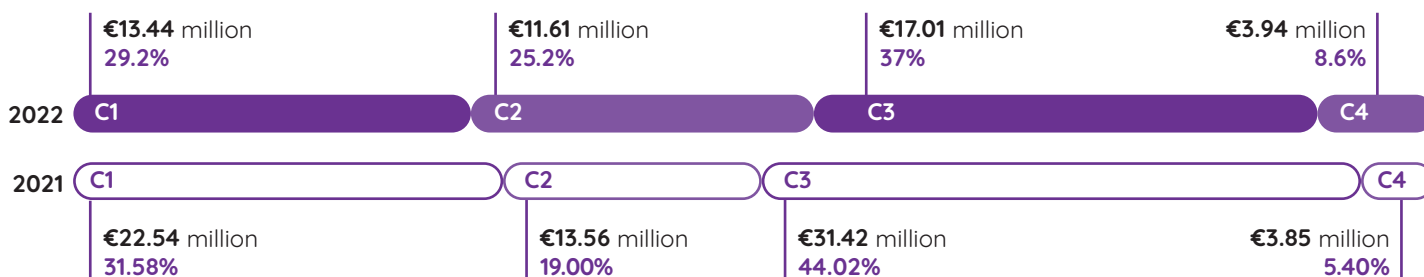 €13.44 million
29.2%
€11.61 million
25.2%
€17.01 million
37%
€3.94 million
8.6%
2022 C1 C2 C3 C4
2021 C1 C2 C3 C4
€22.54 million
31.58%
€13.56 million
19.00%
€31.42 million
44.02%
€3.85 million
5.40%